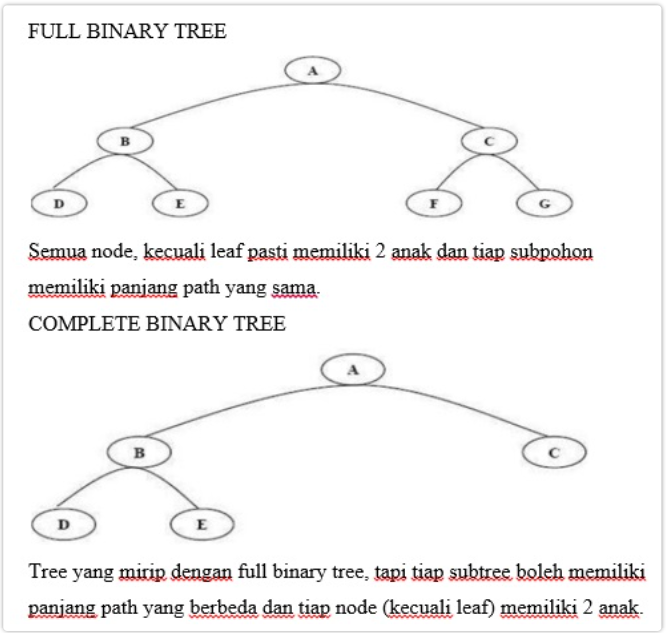 FULL BINARY TREE
A
B
C
D
E
F
G
Semua node, kecuali leaf pasti memiliki 2 anak dan tiap subpohon
memiliki panjang path yang sama.
COMPLETE BINARY TREE
A
B
C
D
E
Tree yang mirip dengan full binary tree, tapi tiap subtree boleh memiliki
panjang path yang berbeda dan tiap node (kecuali leaf) memiliki 2 anak.